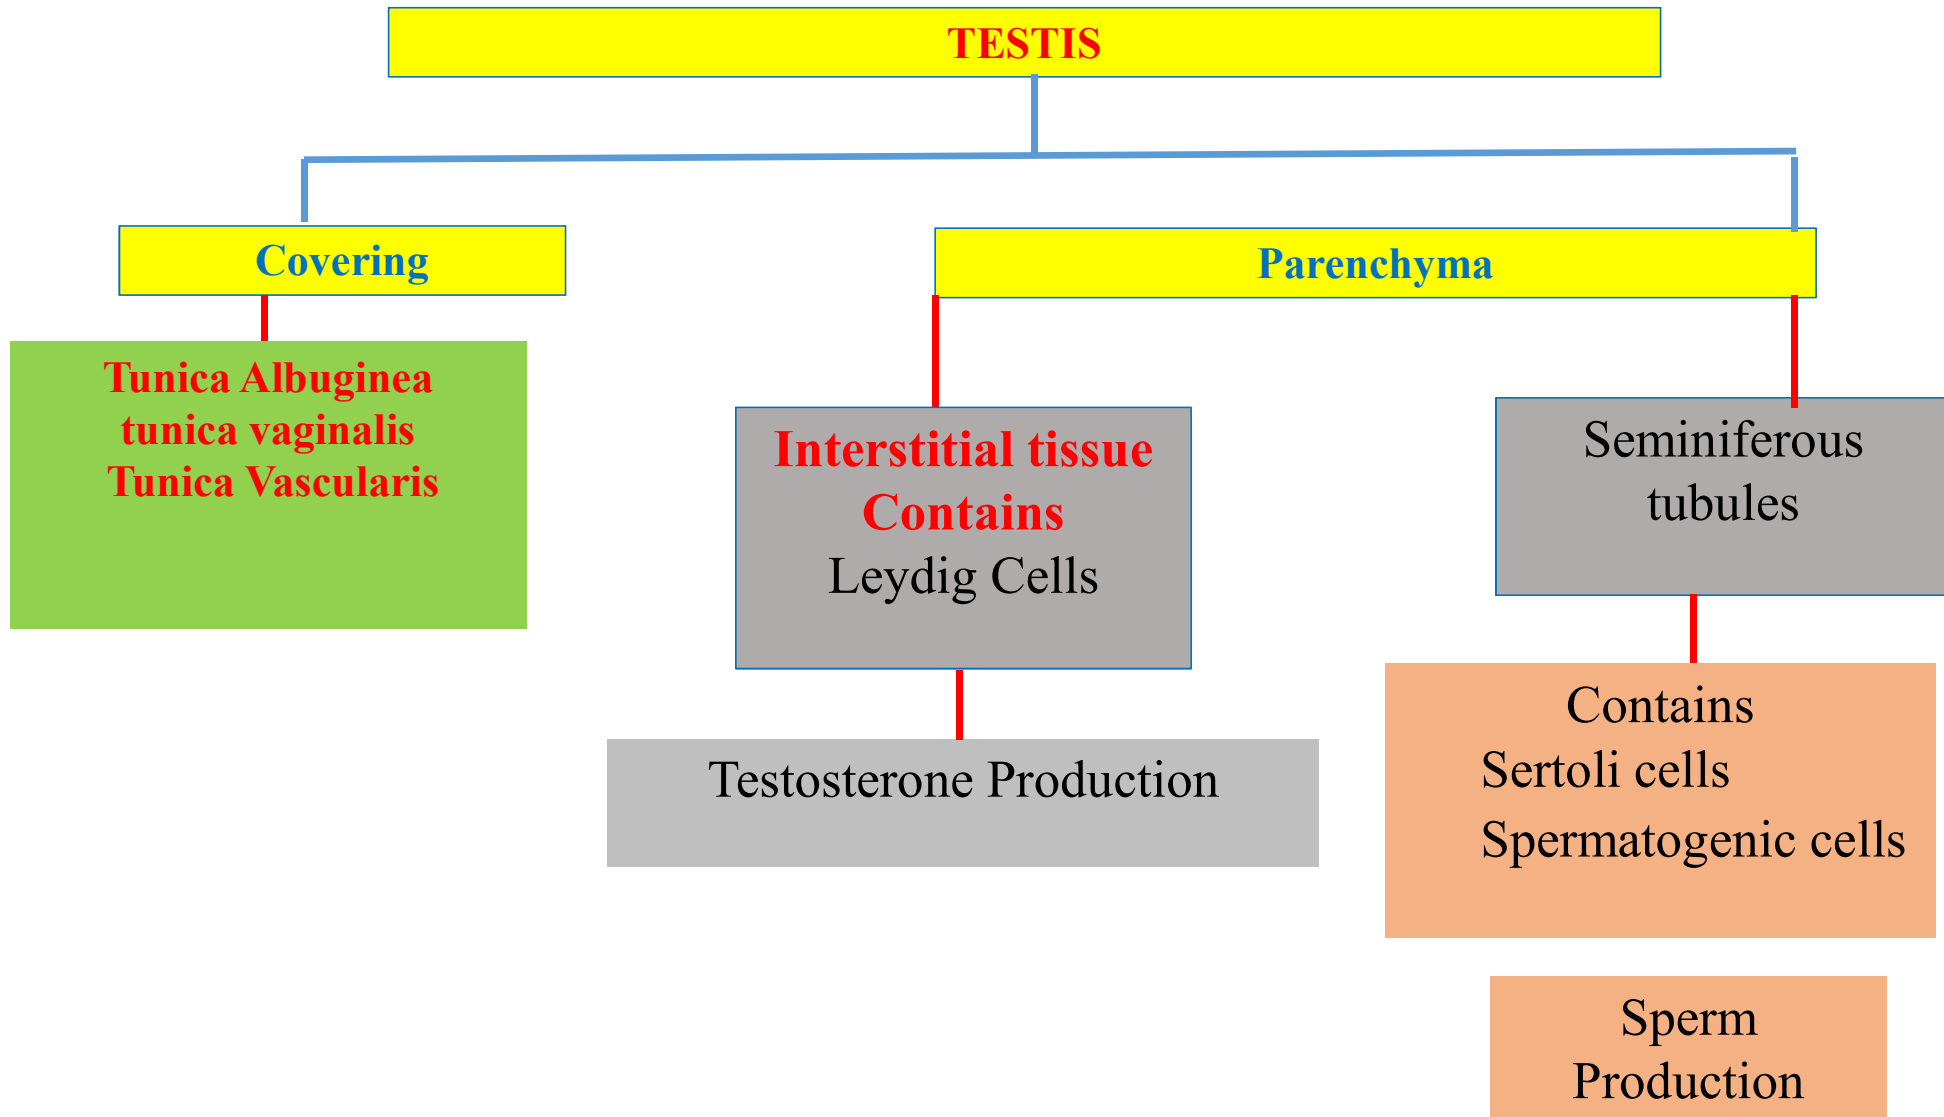 TESTIS
Covering
Parenchyma
Tunica Albuginea
tunica vaginalis
Tunica Vascularis
Interstitial tissue
Contains
Leydig Cells
Seminiferous
tubules
Testosterone Production
Contains
Sertoli cells
Spermatogenic cells
Sperm
Production